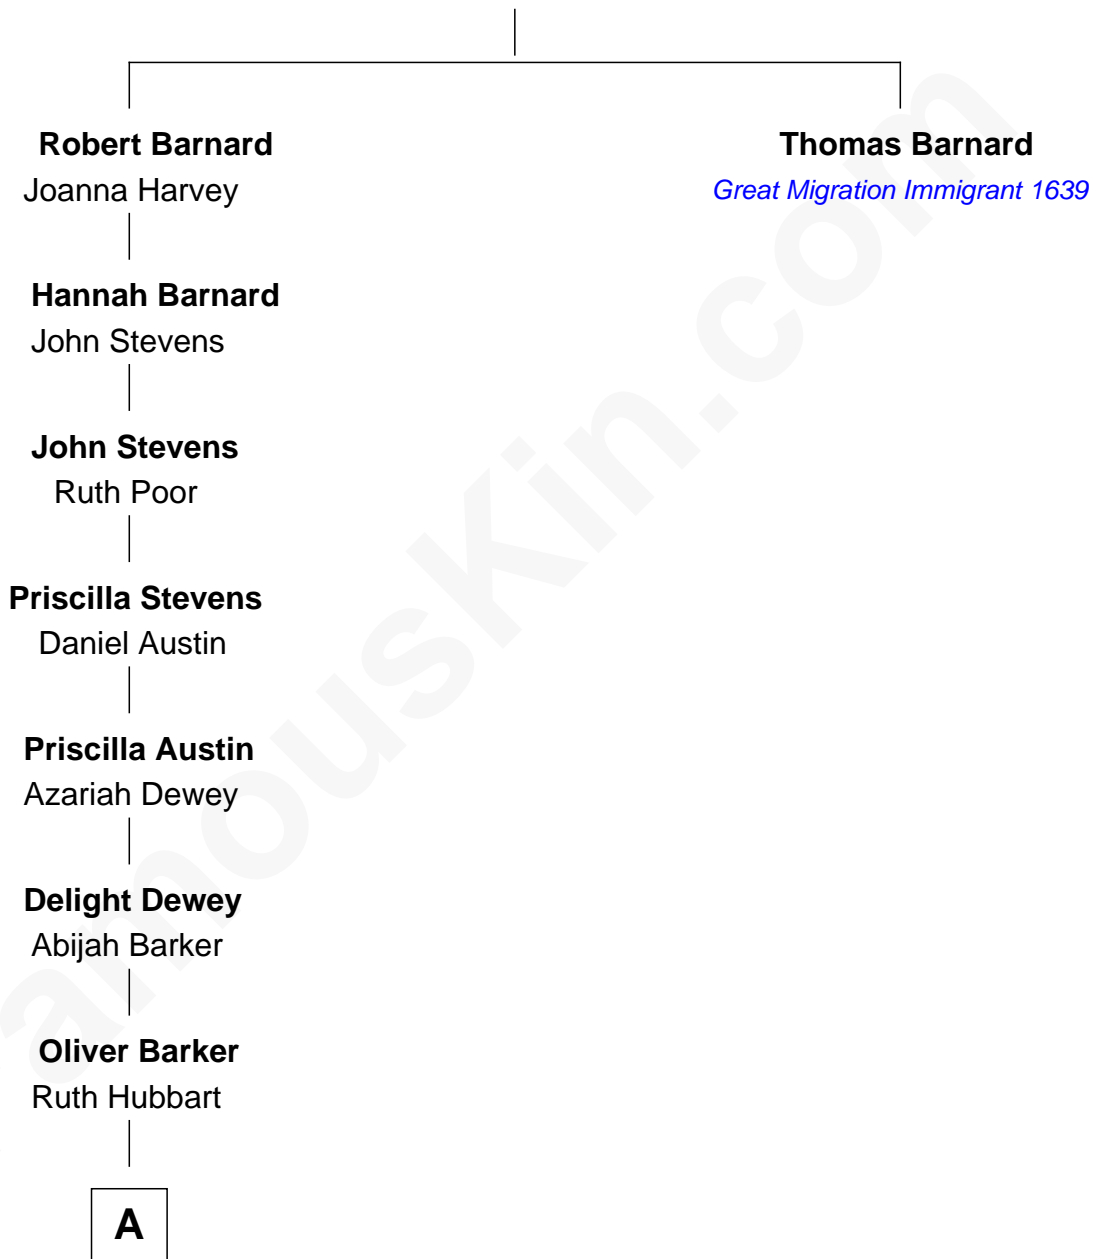 Robert Barnard
Thomas Barnard
Joanna Harvey
Great Migration Immigrant 1639
Hannah Barnard
John Stevens
John Stevens
Ruth Poor
Priscilla Stevens
Daniel Austin
Priscilla Austin
Azariah Dewey
Delight Dewey
Abijah Barker
Oliver Barker
Ruth Hubbart
A
amouskin.com